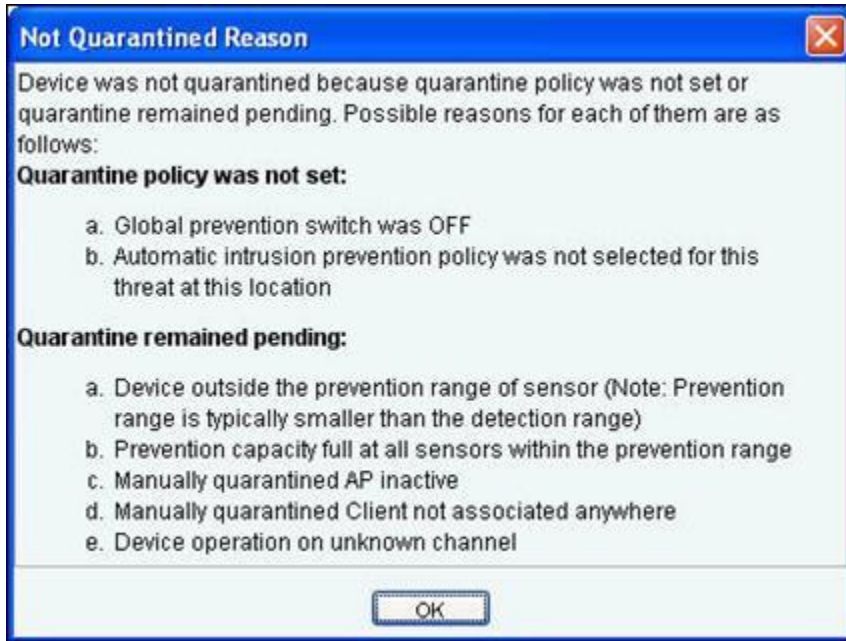 Not Quarantined Reason
Device was not quarantined because quarantine policy was not set or
quarantine remained pending. Possible reasons for each of them are as
follows:
Quarantine policy was not set:
a. Global prevention switch was OFF
b. Automatic intrusion prevention policy was not selected for this
threat at this location
Quarantine remained pending:
a. Device outside the prevention range of sensor (Note: Prevention
range is typically smaller than the detection range)
b. Prevention capacity full at all sensors within the prevention range
c. Manually quarantined AP inactive
d. Manually quarantined Client not associated anywhere
e. Device operation on unknown channel
OK